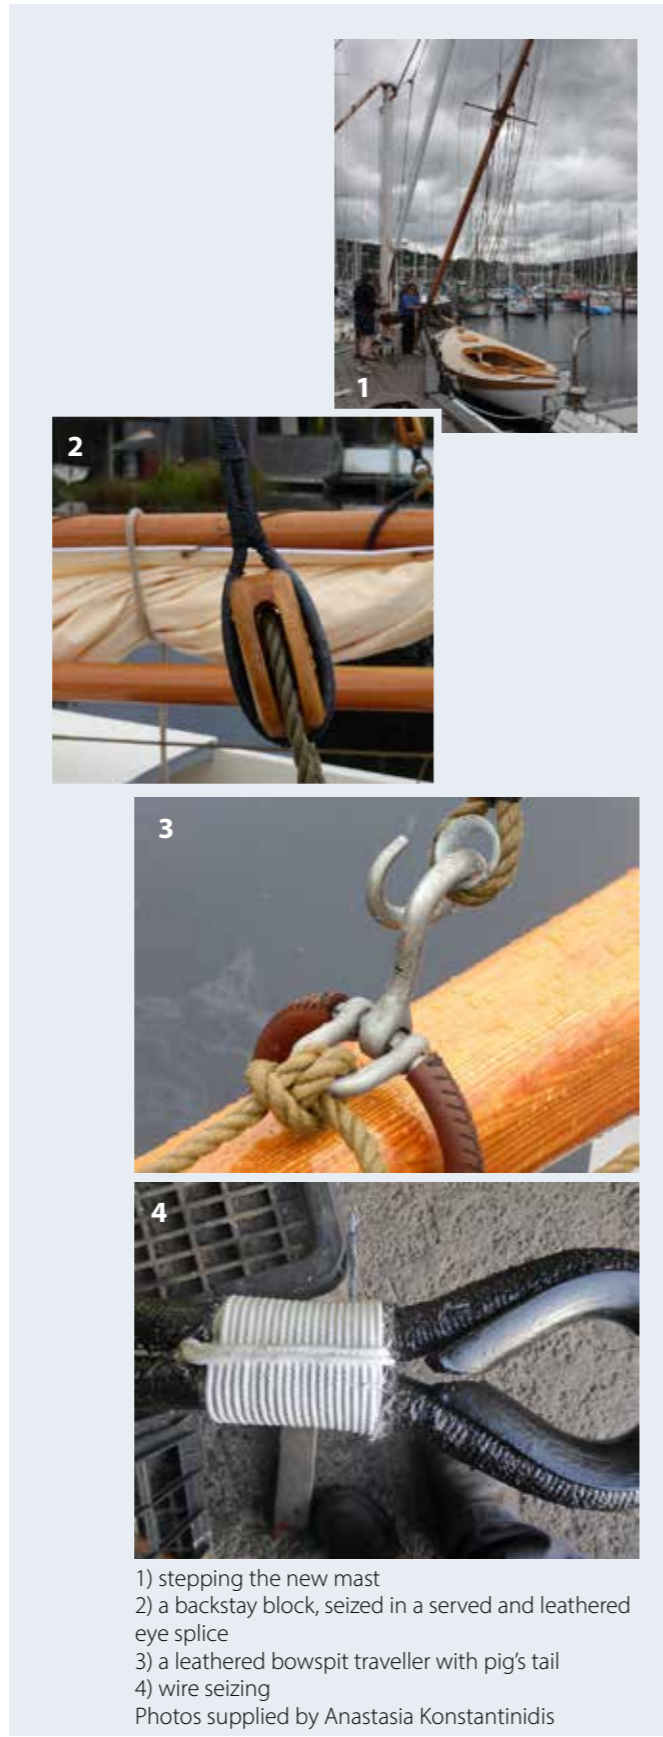 1
2
3
4
1) stepping the new mast
2) a backstay block, seized in a served and leathered
eye splice
3) a leathered bowspit traveller with pig's tail
4) wire seizing
Photos supplied by Anastasia Konstantinidis